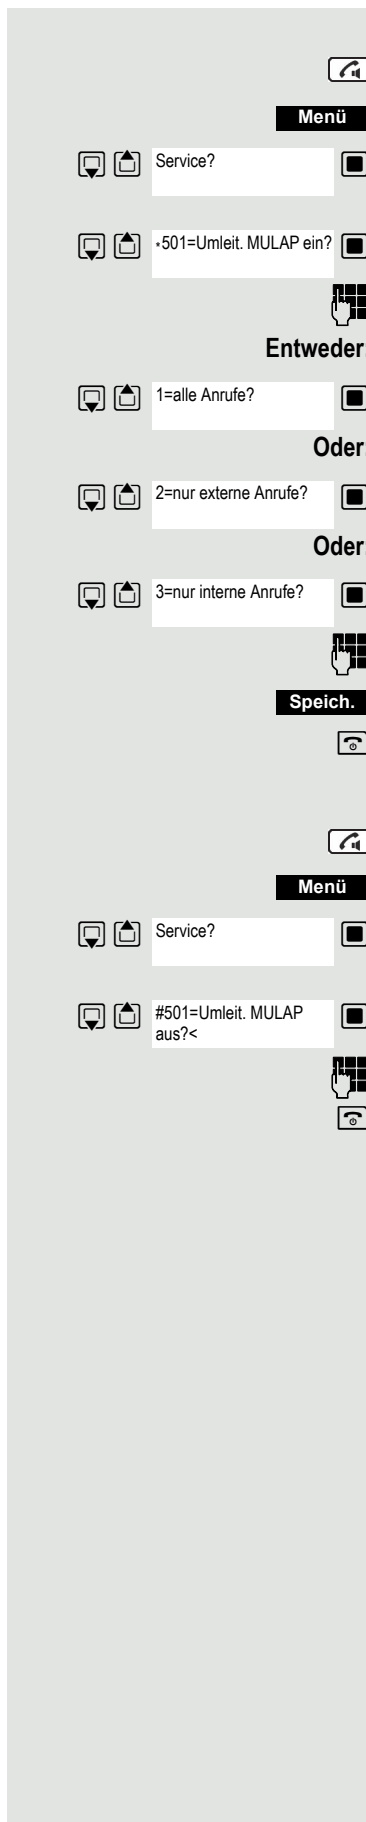 Menü
Service?
*501=Umleit. MULAP ein?
Entweder:
1=alle Anrufe?
Oder:
2=nur externe Anrufe?
Oder:
3=nur interne Anrufe?
Speich.
Menü
Service?
#501=Umleit. MULAP
aus?<